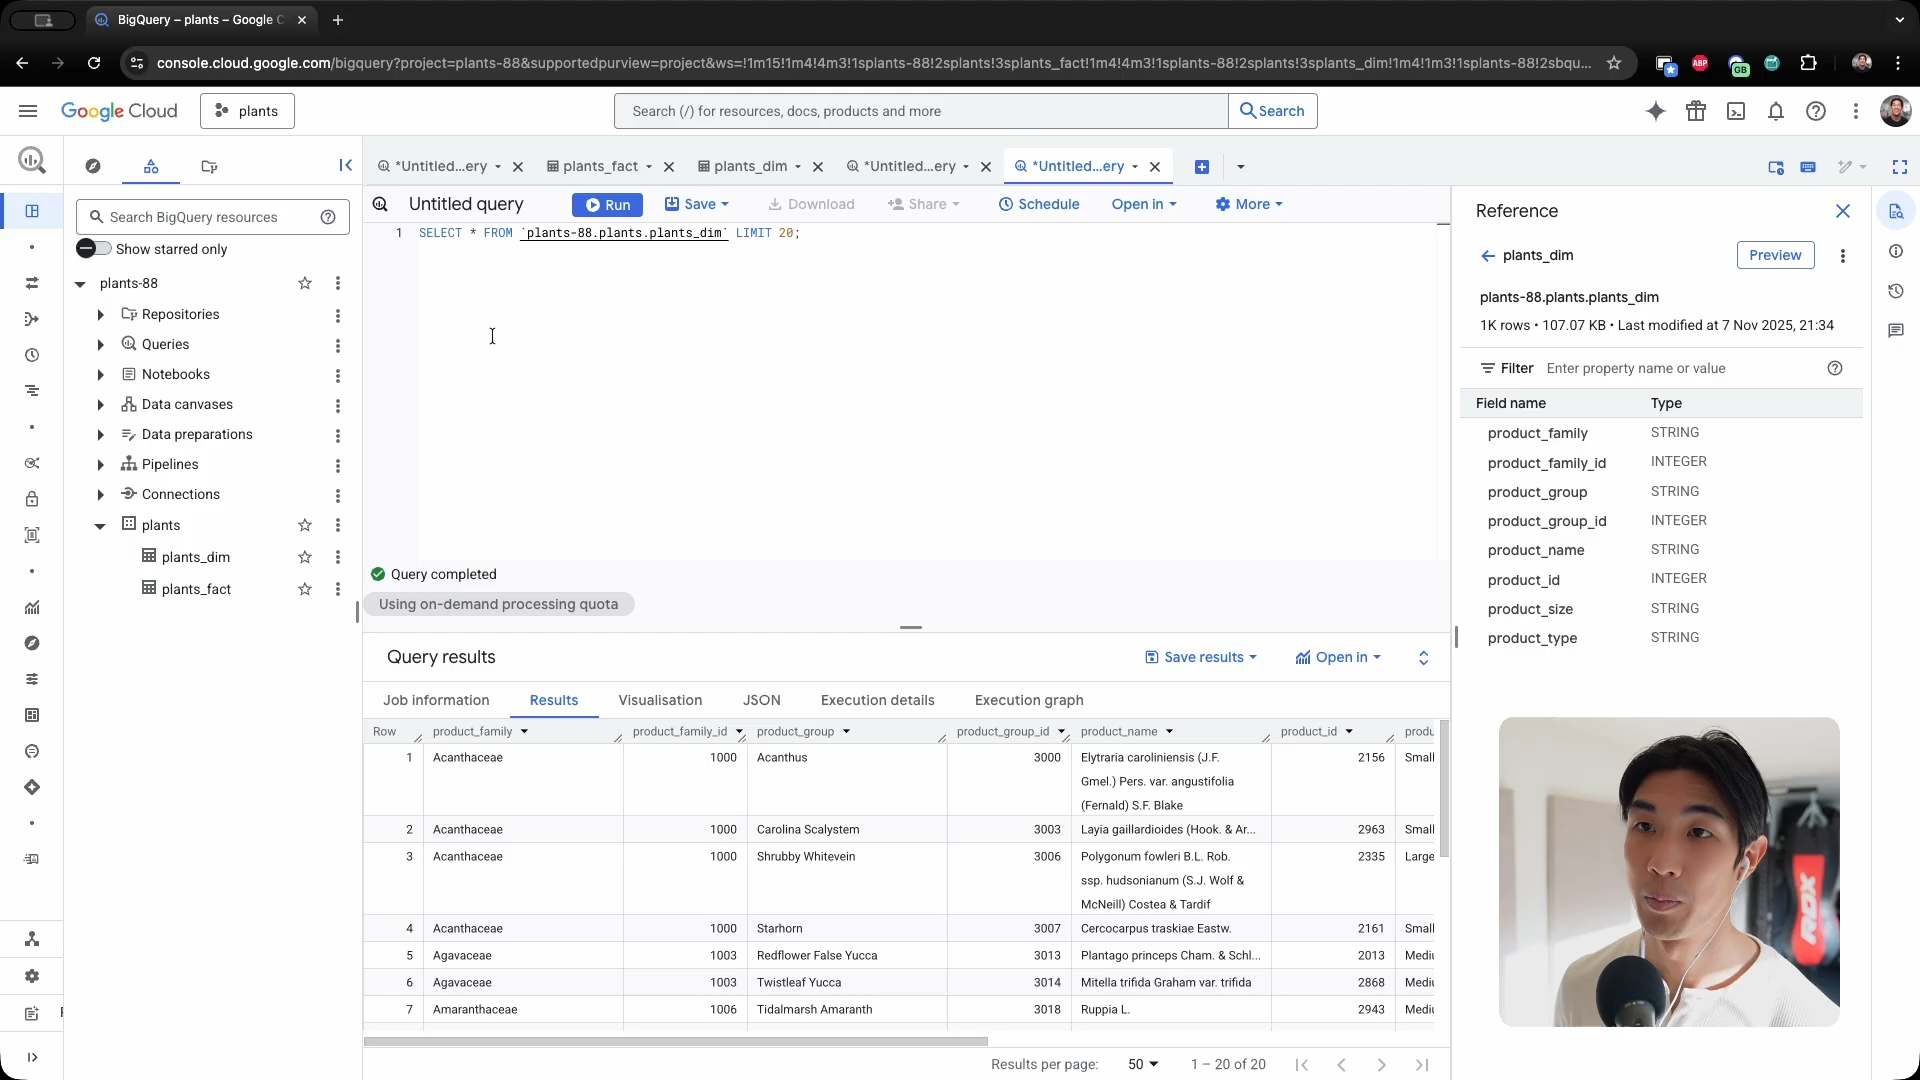 BigQuery – plants – Google C
console.cloud.google.com/bigquery?project=plants-88&supportedpurview=project&ws=!1m15!1m4!4m3!1splants-88!2splants!3splants_fact!1m4!4m3!1splants-88!2splants!3splants_dim!1m4!1m3!1splants-88!2sbqu...
ABP
GB
Google Cloud
plants
Search (/) for resources, docs, products and more
Search
*Untitled...ery
plants_fact
plants_dim
*Untitled...ery
*Untitled...ery
Search BigQuery resources
Show starred only
plants-88
Repositories
Queries
Notebooks
Data canvases
Data preparations
Pipelines
Connections
plants
plants_dim
plants_fact
Untitled query
Run
Save
Download
Share
Schedule
Open in
More
1 SELECT * FROM `plants-88.plants.plants_dim` LIMIT 20;
Query completed
Using on-demand processing quota
Query results
Save results
Open in
Job information Results Visualisation JSON Execution details Execution graph
Row product_family product_family_id product_group product_group_id product_name product_id produ
1 Acanthaceae 1000 Acanthus 3000 Elytraria caroliniensis (J.F. 2156 Small
Gmel.) Pers. var. angustifolia
(Fernald) S.F. Blake
2 Acanthaceae 1000 Carolina Scalystem 3003 Layia gaillardioides (Hook. & Ar... 2963 Small
3 Acanthaceae 1000 Shrubby Whitevein 3006 Polygonum fowleri B.L. Rob. 2335 Large
ssp. hudsonianum (S.J. Wolf &
McNeill) Costea & Tardif
4 Acanthaceae 1000 Starhorn 3007 Cercocarpus traskiae Eastw. 2161 Small
5 Agavaceae 1003 Redflower False Yucca 3013 Plantago princeps Cham. & Schl... 2013 Mediu
6 Agavaceae 1003 Twistleaf Yucca 3014 Mitella trifida Graham var. trifida 2868 Mediu
7 Amaranthaceae 1006 Tidalmarsh Amaranth 3018 Ruppia L. 2943 Mediu
Results per page: 50 1 – 20 of 20
Reference
plants_dim
Preview
plants-88.plants.plants_dim
1K rows • 107.07 KB • Last modified at 7 Nov 2025, 21:34
Filter Enter property name or value
Field name Type
product_family STRING
product_family_id INTEGER
product_group STRING
product_group_id INTEGER
product_name STRING
product_id INTEGER
product_size STRING
product_type STRING
RDX